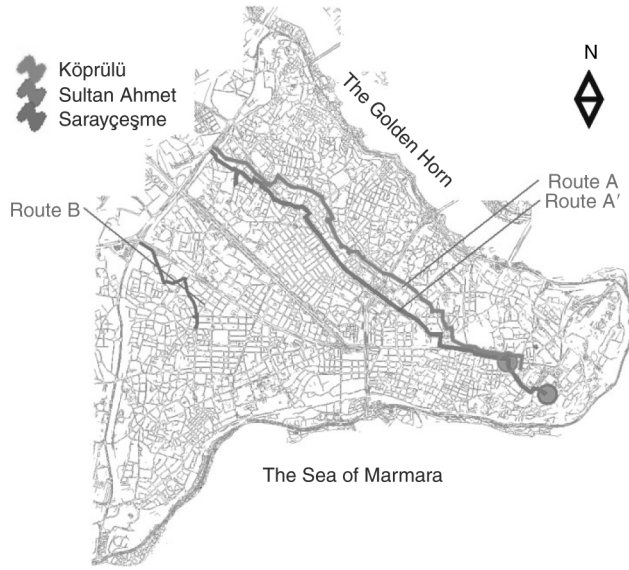 N
Köprülü
Sultan Ahmet
Sarayçeşme
The Golden Horn
Route A
Route A′
Route B
The Sea of Marmara